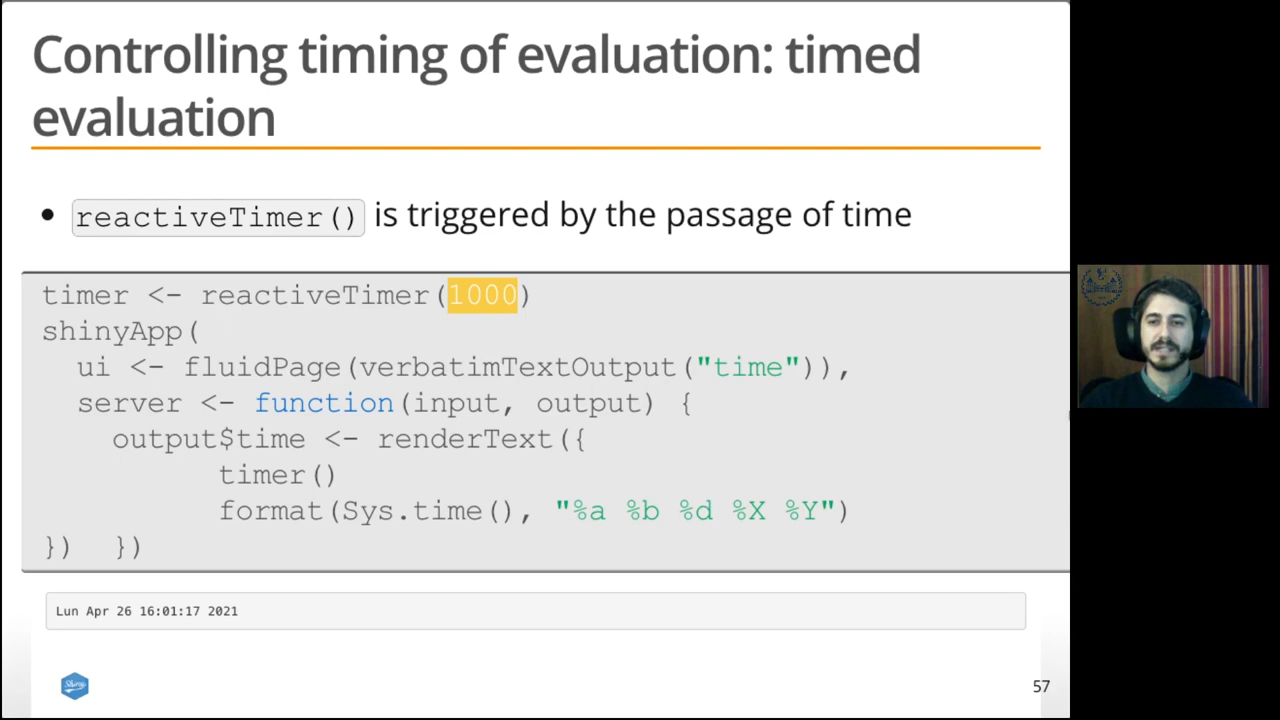 Controlling timing of evaluation: timed
evaluation
• reactiveTimer() is triggered by the passage of time
timer <- reactiveTimer(1000)
shinyApp(
  ui <- fluidPage(verbatimTextOutput("time")),
  server <- function(input, output) {
    output$time <- renderText({
          timer()
          format(Sys.time(), "%a %b %d %X %Y")
})  })
Lun Apr 26 16:01:17 2021
Shiny
57